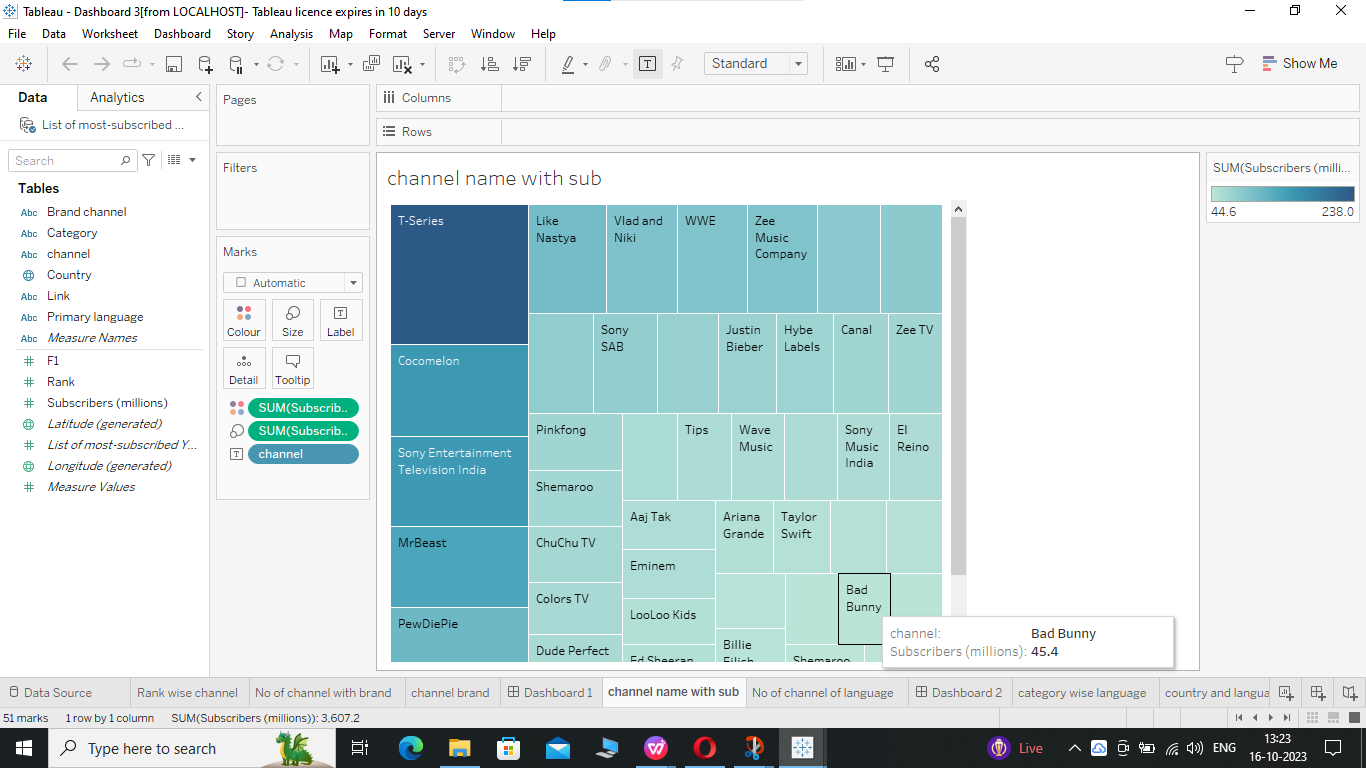 Tableau - Dashboard 3[from LOCALHOST]- Tableau licence expires in 10 days
File Data Worksheet Dashboard Story Analysis Map Format Server Window Help
Standard
Show Me
Data Analytics
List of most-subscribed ...
Search
Tables
Abc Brand channel
Abc Category
Abc channel
Country
Abc Link
Abc Primary language
Abc Measure Names
F1
Rank
Subscribers (millions)
Latitude (generated)
List of most-subscribed Y...
Longitude (generated)
Measure Values
Pages
Filters
Marks
Automatic
Colour Size Label
Detail Tooltip
SUM(Subscrib..
SUM(Subscrib..
channel
Columns
Rows
channel name with sub
T-Series
Cocomelon
Sony Entertainment
Television India
MrBeast
PewDiePie
Like
Nastya
Vlad and
Niki
WWE
Zee
Music
Company
Sony
SAB
Justin
Bieber
Hybe
Labels
Canal
Zee TV
Pinkfong
Shemaroo
ChuChu TV
Colors TV
Dude Perfect
Tips
Wave
Music
Sony
Music
India
El
Reino
Aaj Tak
Eminem
LooLoo Kids
Ed Sheeran
Ariana
Grande
Taylor
Swift
Bad
Bunny
Billie
Eilish
Shemaroo
channel: Bad Bunny
Subscribers (millions): 45.4
SUM(Subscribers (milli...
44.6 238.0
Data Source Rank wise channel No of channel with brand channel brand Dashboard 1 channel name with sub No of channel of language Dashboard 2 category wise language country and langua
51 marks 1 row by 1 column SUM(Subscribers (millions)): 3,607.2
Type here to search
Live
ENG
13:23
16-10-2023